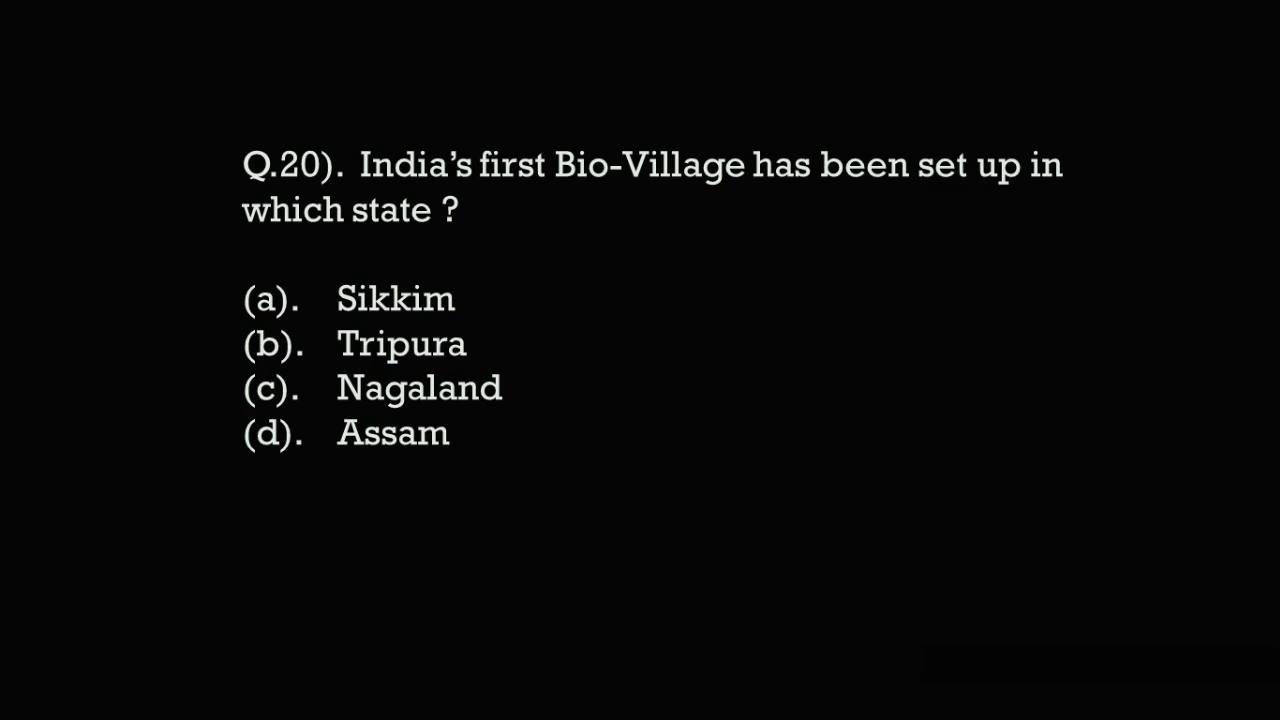 Q.20). India’s first Bio-Village has been set up in
which state ?
(a). Sikkim
(b). Tripura
(c). Nagaland
(d). Assam